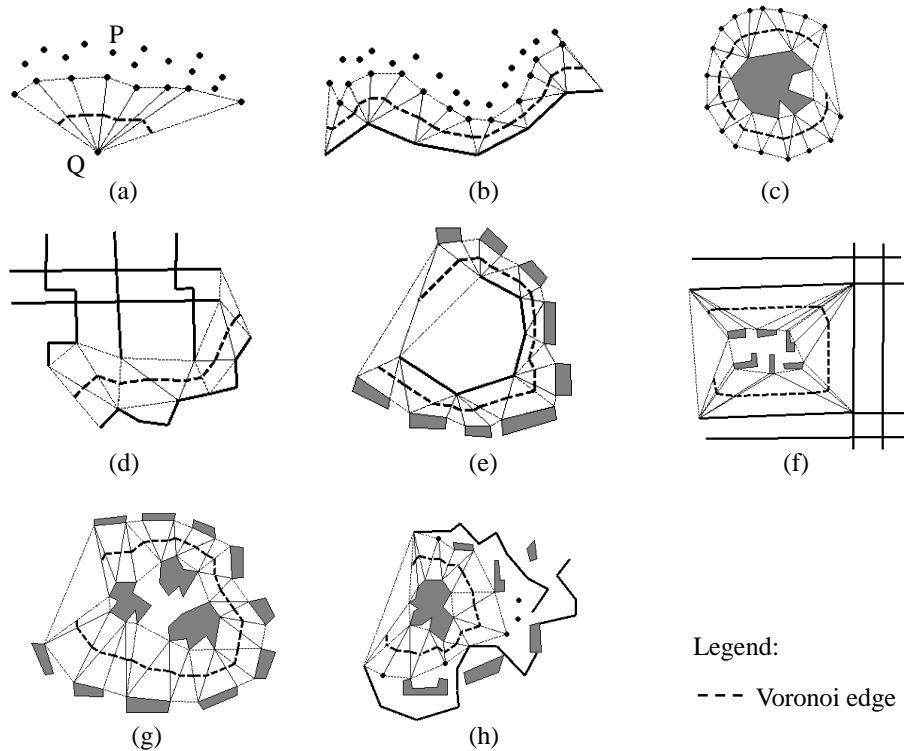 P
Q
(a)
(b)
(c)
(d)
(e)
(f)
(g)
(h)
Legend:
Voronoi edge